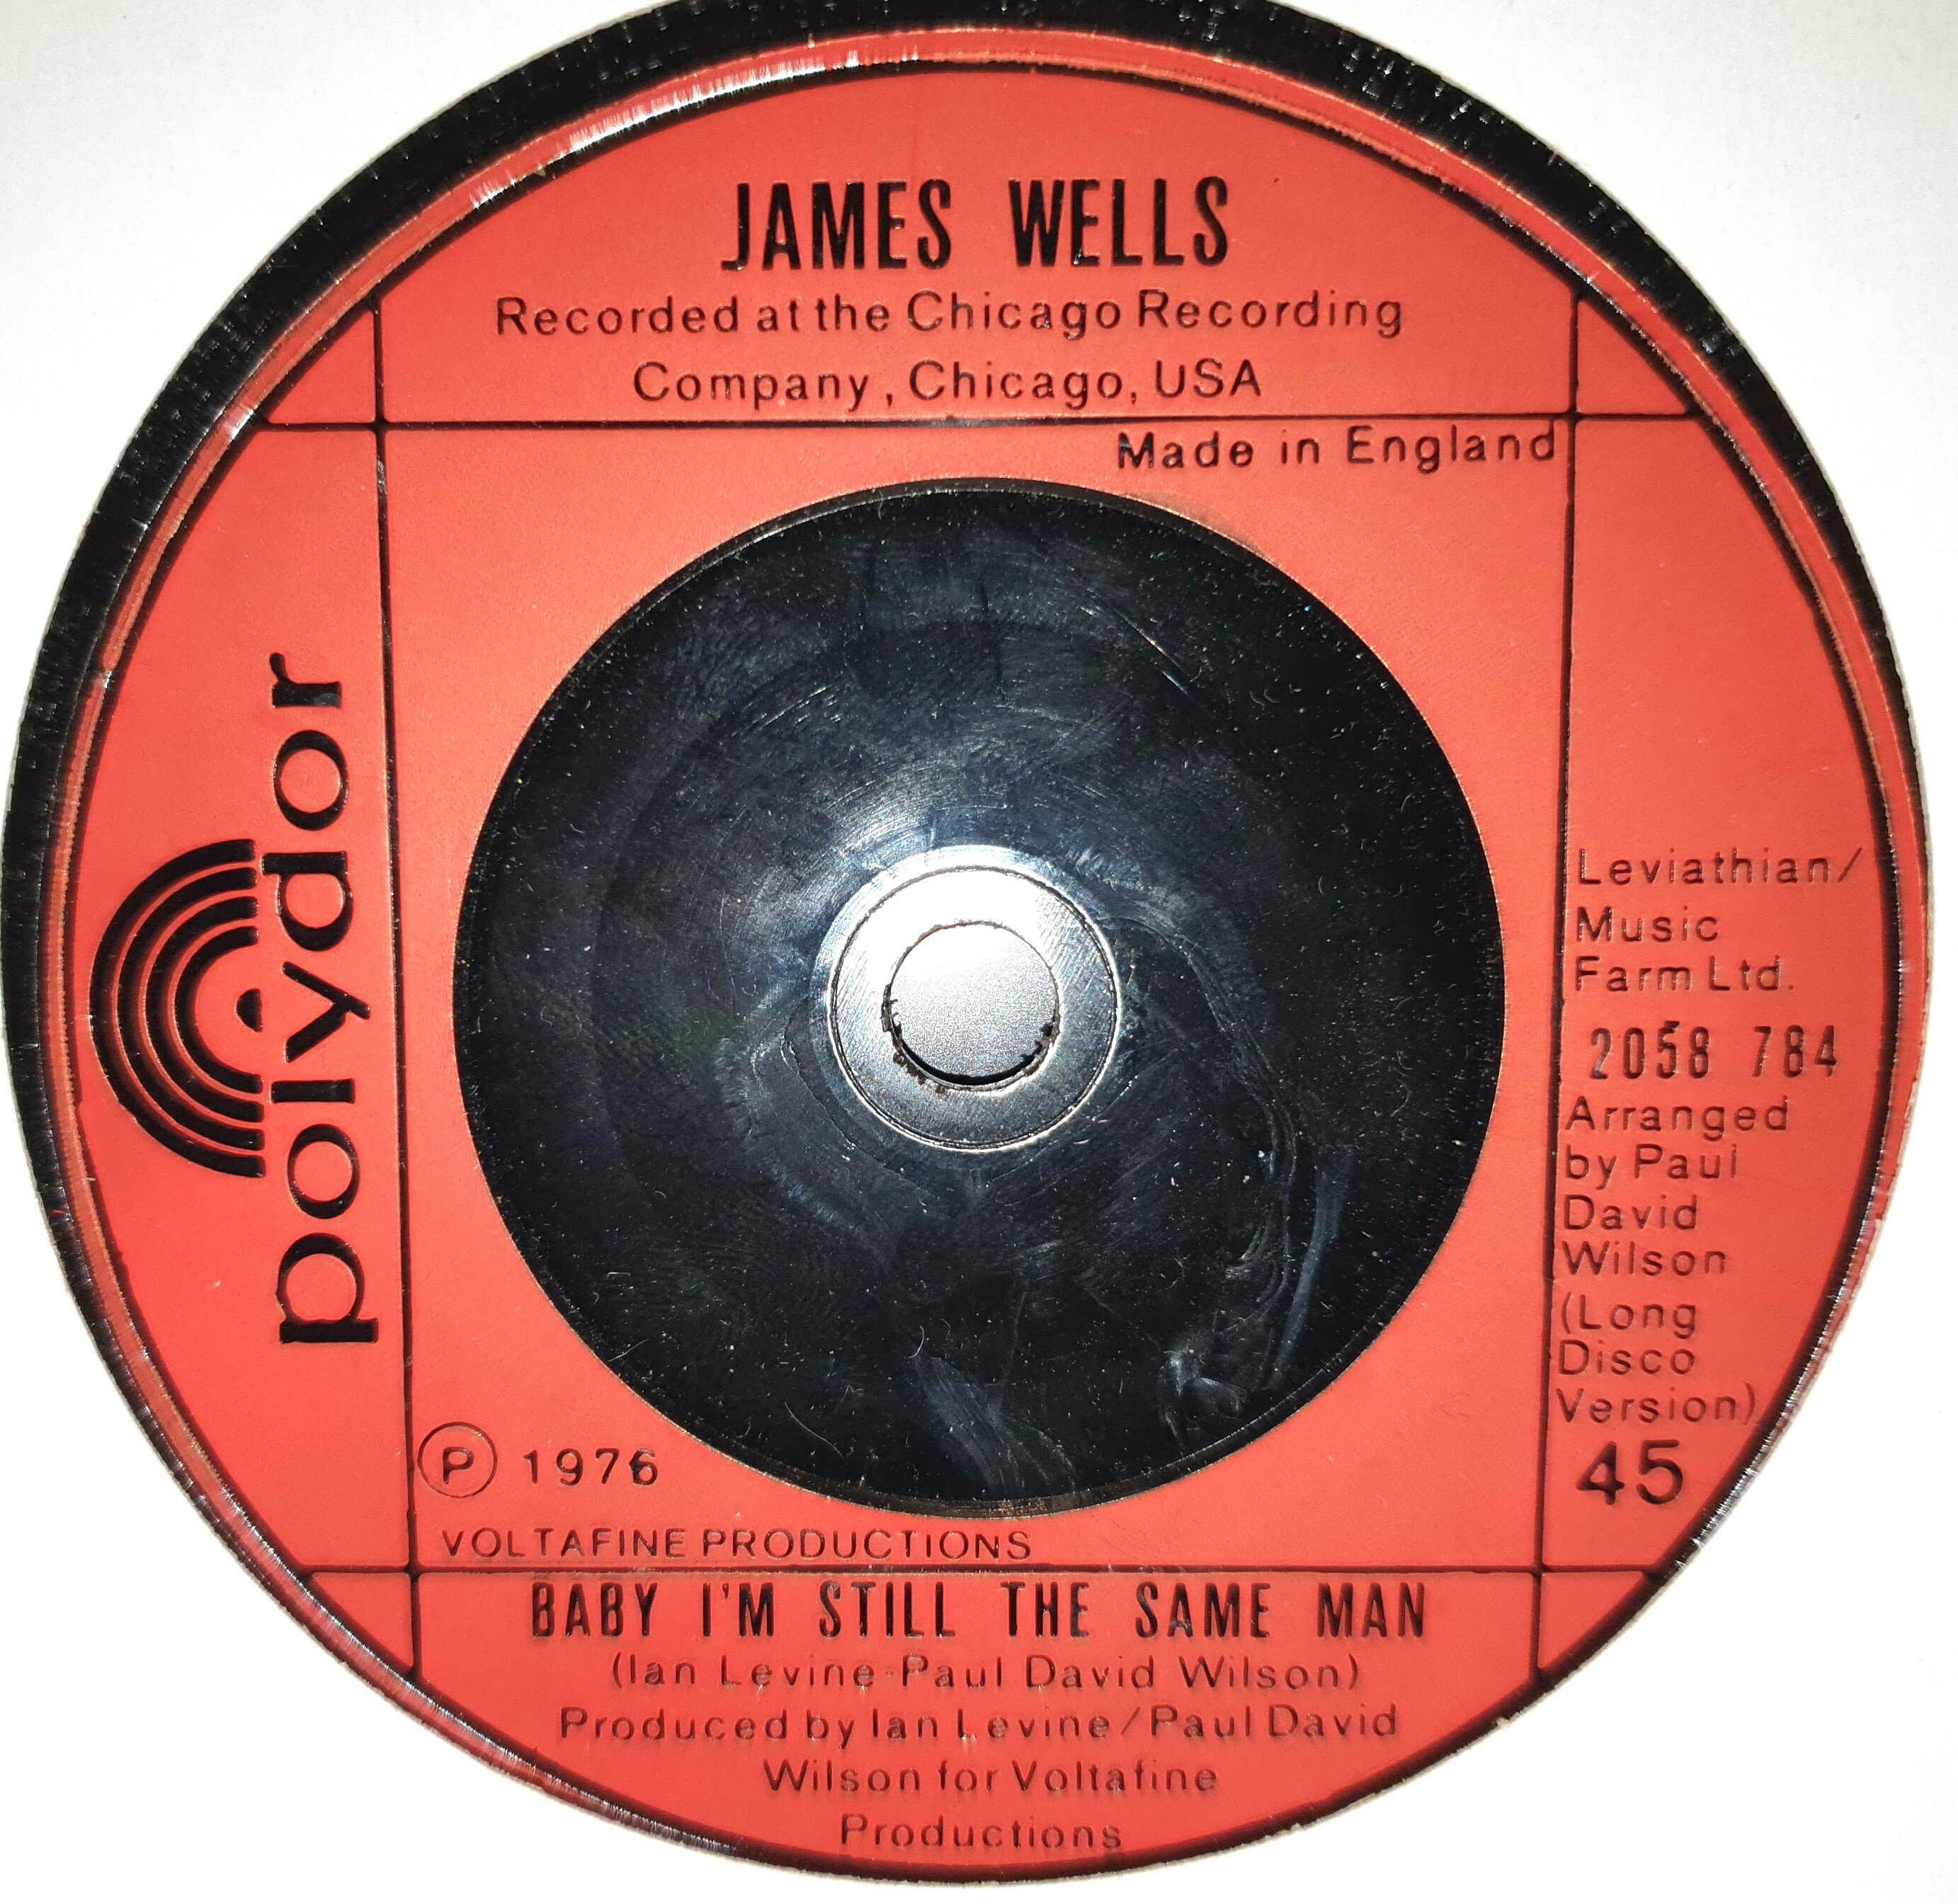 JAMES WELLS
Recorded at the Chicago Recording
Company, Chicago, USA
Made in England
polydor
Leviathian/
Music
Farm Ltd.
2058 784
Arranged
by Paul
David
Wilson
(Long
Disco
Version)
45
Ⓟ 1976
VOLTAFINE PRODUCTIONS
BABY I'M STILL THE SAME MAN
(Ian Levine-Paul David Wilson)
Produced by Ian Levine/Paul David
Wilson for Voltafine
Productions